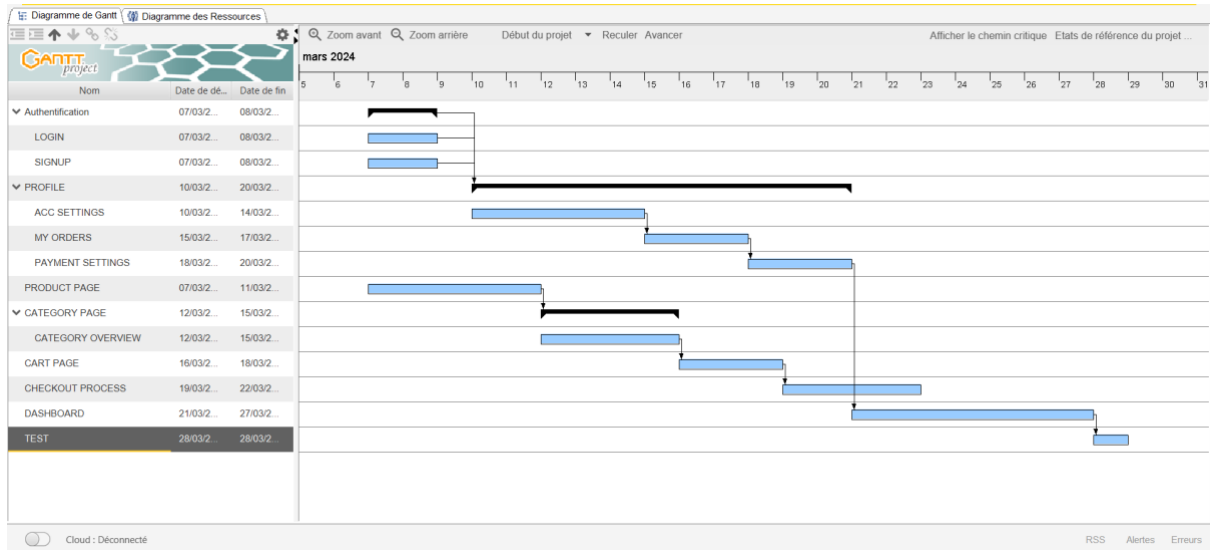 Diagramme de Gantt Diagramme des Ressources
Zoom avant Zoom arrière Début du projet Reculer Avancer Afficher le chemin critique Etats de référence du projet ...
GANTT project
mars 2024
Nom Date de dé... Date de fin 5 6 7 8 9 10 11 12 13 14 15 16 17 18 19 20 21 22 23 24 25 26 27 28 29 30 31
Authentification 07/03/2... 08/03/2...
LOGIN 07/03/2... 08/03/2...
SIGNUP 07/03/2... 08/03/2...
PROFILE 10/03/2... 20/03/2...
ACC SETTINGS 10/03/2... 14/03/2...
MY ORDERS 15/03/2... 17/03/2...
PAYMENT SETTINGS 18/03/2... 20/03/2...
PRODUCT PAGE 07/03/2... 11/03/2...
CATEGORY PAGE 12/03/2... 15/03/2...
CATEGORY OVERVIEW 12/03/2... 15/03/2...
CART PAGE 16/03/2... 18/03/2...
CHECKOUT PROCESS 19/03/2... 22/03/2...
DASHBOARD 21/03/2... 27/03/2...
TEST 28/03/2... 28/03/2...
Cloud : Déconnecté RSS Alertes Erreurs